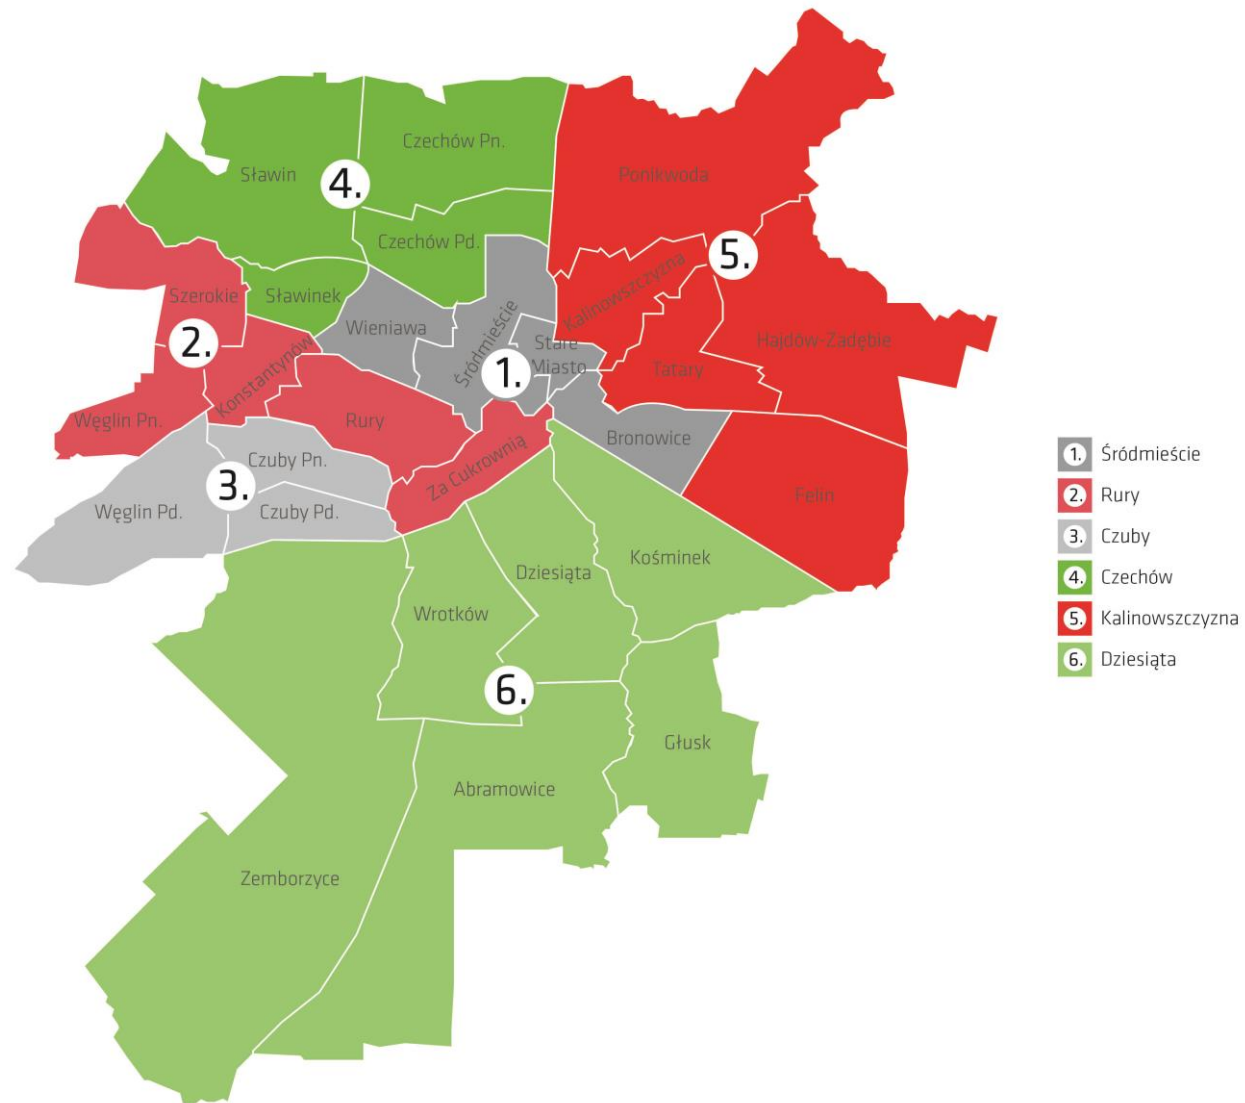 Czechów Pn.
Sławin
4.
Ponikwoda
Czechów Pd.
5.
Kalinowszczyzna
Szerokie
Sławinek
Wieniawa
Śródmieście
2.
Stare
Miasto
Hajdów-Zadębie
1.
Tatary
Konstantynów
Węglin Pn.
Rury
Bronowice
Za Cukrownią
Czuby Pn.
3.
Felin
Węglin Pd.
Czuby Pd.
Kośminek
Dziesiąta
Wrotków
6.
Głusk
Abramowice
Zemborzyce
1. Śródmieście
2. Rury
3. Czuby
4. Czechów
5. Kalinowszczyzna
6. Dziesiąta